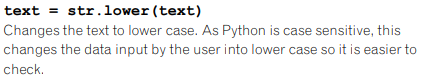 text = str.lower(text)
Changes the text to lower case. As Python is case sensitive, this
changes the data input by the user into lower case so it is easier to
check.